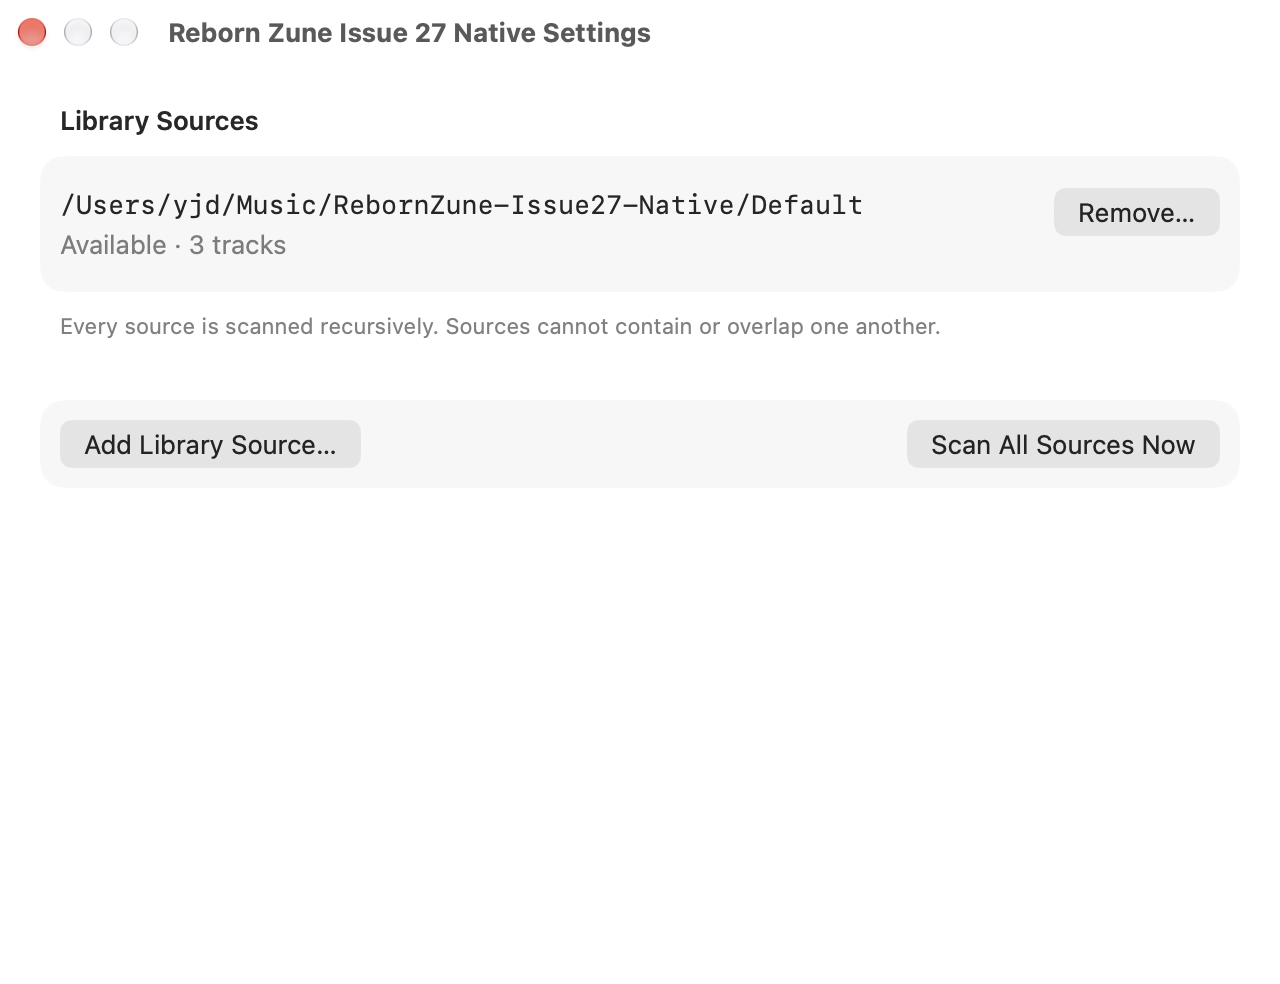 Reborn Zune Issue 27 Native Settings
Library Sources
/Users/yjd/Music/RebornZune-Issue27-Native/Default
Remove...
Available · 3 tracks
Every source is scanned recursively. Sources cannot contain or overlap one another.
Add Library Source...
Scan All Sources Now